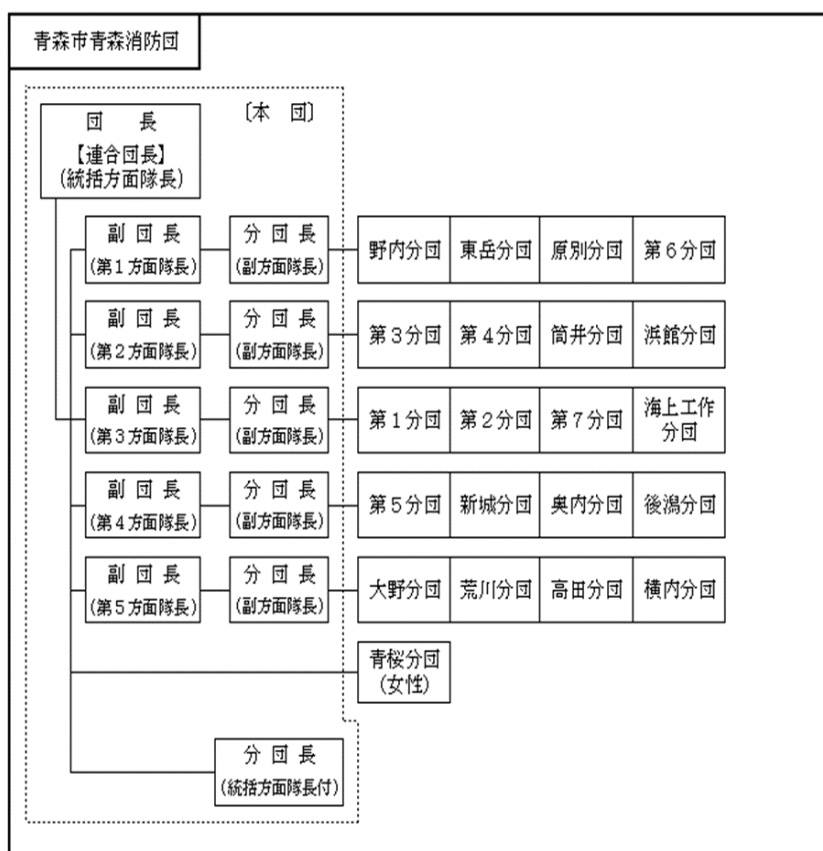 青森市青森消防団
〔本　団〕
団　長
【連合団長】
(統括方面隊長)
副団長
(第1方面隊長)
分団長
(副方面隊長)
野内分団
東岳分団
原別分団
第6分団
副団長
(第2方面隊長)
分団長
(副方面隊長)
第3分団
第4分団
筒井分団
浜館分団
副団長
(第3方面隊長)
分団長
(副方面隊長)
第1分団
第2分団
第7分団
海上工作
分団
副団長
(第4方面隊長)
分団長
(副方面隊長)
第5分団
新城分団
奥内分団
後潟分団
副団長
(第5方面隊長)
分団長
(副方面隊長)
大野分団
荒川分団
高田分団
横内分団
青桜分団
(女性)
分団長
(統括方面隊長付)